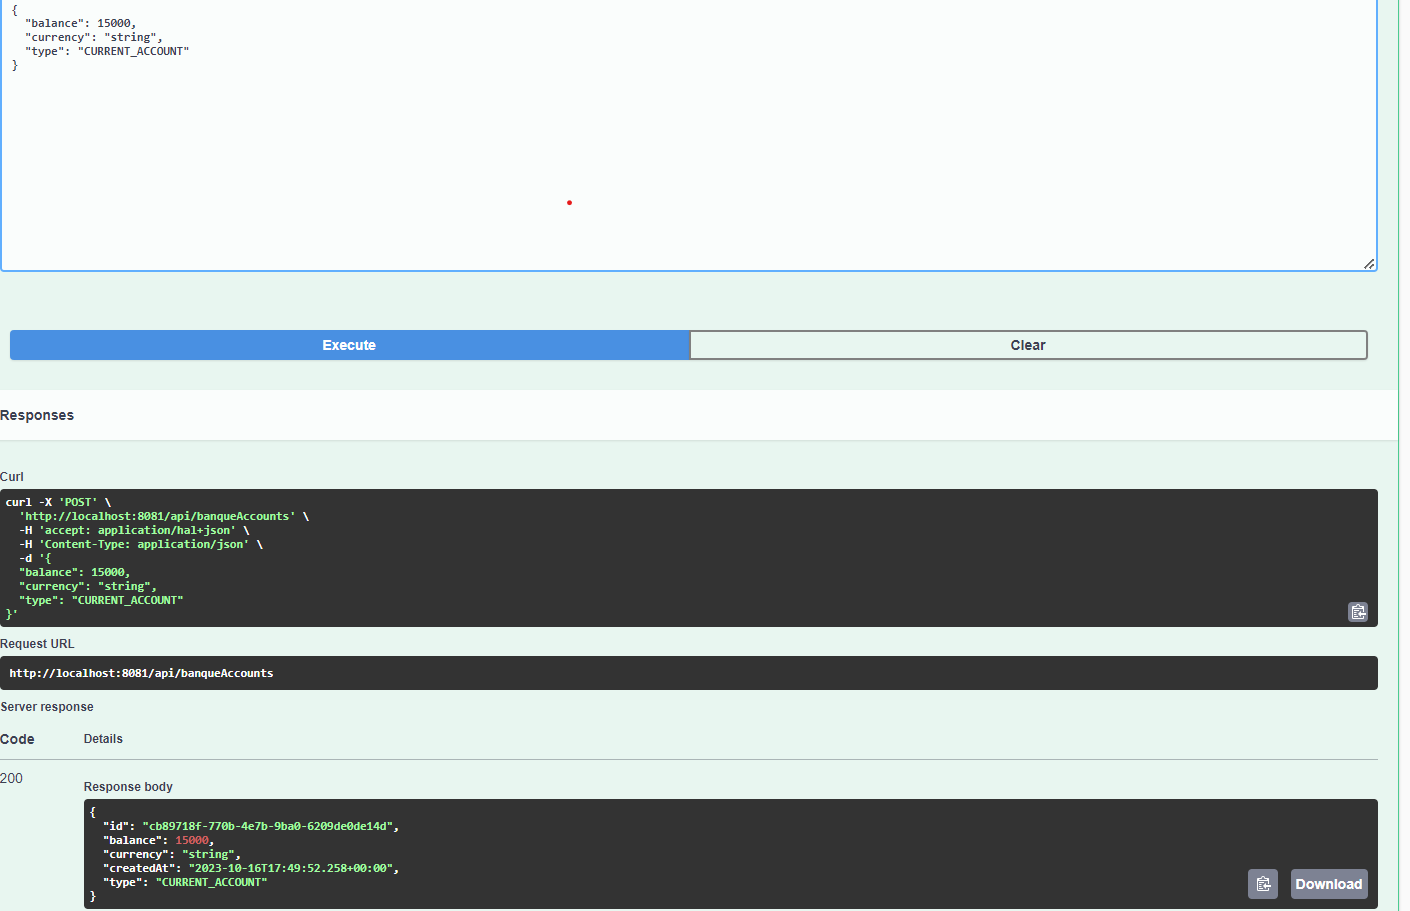 {
  "balance": 15000,
  "currency": "string",
  "type": "CURRENT_ACCOUNT"
}
Execute
Clear
Responses
Curl
curl -X 'POST' \
  'http://localhost:8081/api/banqueAccounts' \
  -H 'accept: application/hal+json' \
  -H 'Content-Type: application/json' \
  -d '{
  "balance": 15000,
  "currency": "string",
  "type": "CURRENT_ACCOUNT"
}'
Request URL
http://localhost:8081/api/banqueAccounts
Server response
Code Details
200
Response body
{
  "id": "cb89718f-770b-4e7b-9ba0-6209de0de14d",
  "balance": 15000,
  "currency": "string",
  "createdAt": "2023-10-16T17:49:52.258+00:00",
  "type": "CURRENT_ACCOUNT"
}
Download